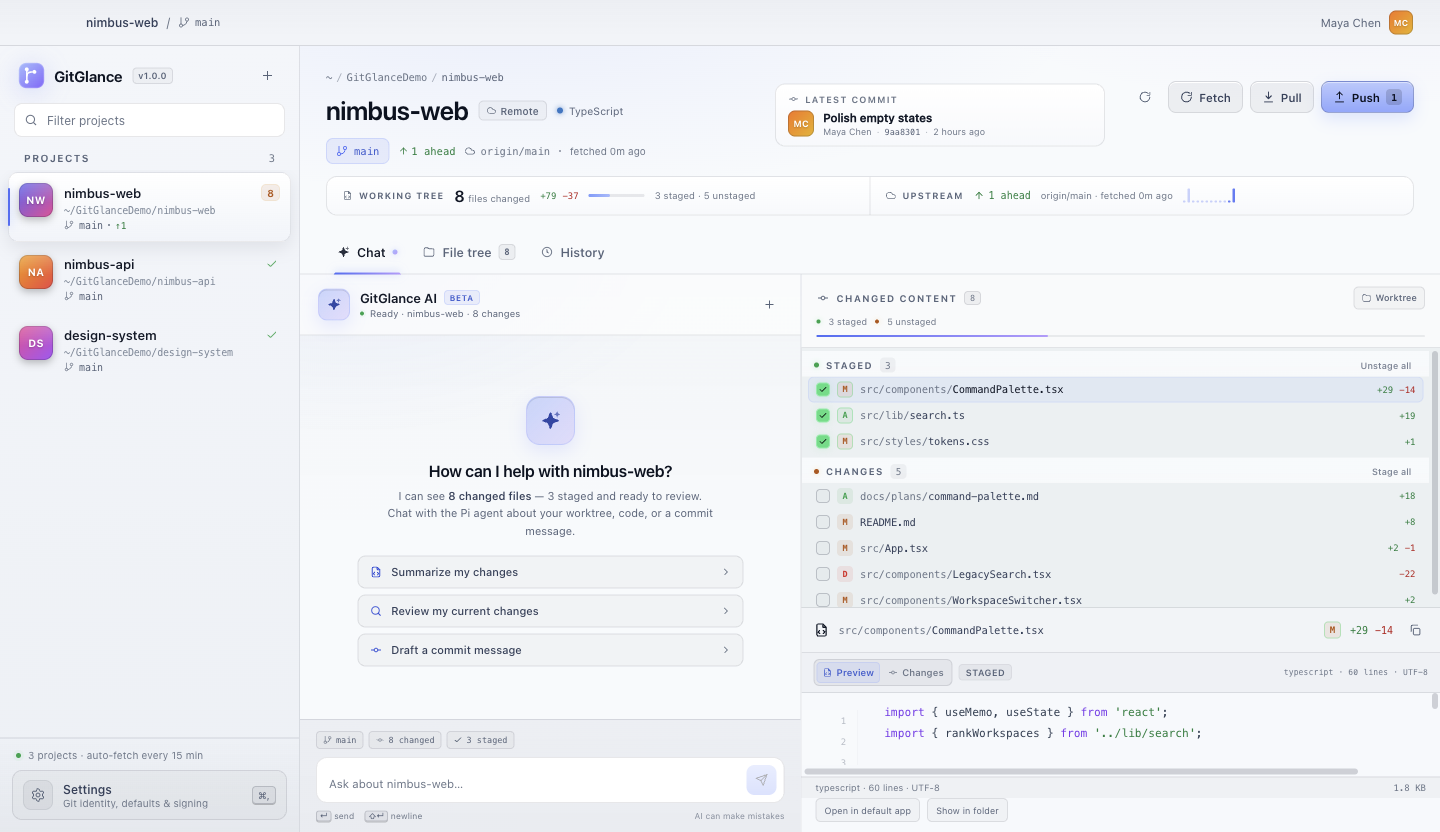 nimbus-web / main
Maya Chen MC
GitGlance v1.0.0
Filter projects
PROJECTS 3
NW nimbus-web 8
~/GitGlanceDemo/nimbus-web
main · ↑1
NA nimbus-api
~/GitGlanceDemo/nimbus-api
main
DS design-system
~/GitGlanceDemo/design-system
main
3 projects · auto-fetch every 15 min
Settings
Git identity, defaults & signing
⌘,
~ / GitGlanceDemo / nimbus-web
nimbus-web Remote TypeScript
main ↑ 1 ahead origin/main · fetched 0m ago
LATEST COMMIT
MC Polish empty states
Maya Chen · 9aa8301 · 2 hours ago
Fetch Pull Push 1
WORKING TREE 8 files changed +79 −37 3 staged · 5 unstaged
UPSTREAM ↑ 1 ahead origin/main · fetched 0m ago
Chat File tree 8 History
GitGlance AI BETA
Ready · nimbus-web · 8 changes
How can I help with nimbus-web?
I can see 8 changed files — 3 staged and ready to review.
Chat with the Pi agent about your worktree, code, or a commit
message.
Summarize my changes
Review my current changes
Draft a commit message
main 8 changed 3 staged
Ask about nimbus-web…
send newline AI can make mistakes
CHANGED CONTENT 8 Worktree
3 staged 5 unstaged
STAGED 3 Unstage all
M src/components/CommandPalette.tsx +29 −14
A src/lib/search.ts +19
M src/styles/tokens.css +1
CHANGES 5 Stage all
A docs/plans/command-palette.md +18
M README.md +8
M src/App.tsx +2 −1
D src/components/LegacySearch.tsx −22
M src/components/WorkspaceSwitcher.tsx +2
src/components/CommandPalette.tsx M +29 −14
Preview Changes STAGED typescript · 60 lines · UTF-8
1 import { useMemo, useState } from 'react';
2 import { rankWorkspaces } from '../lib/search';
3
typescript · 60 lines · UTF-8 1.8 KB
Open in default app Show in folder